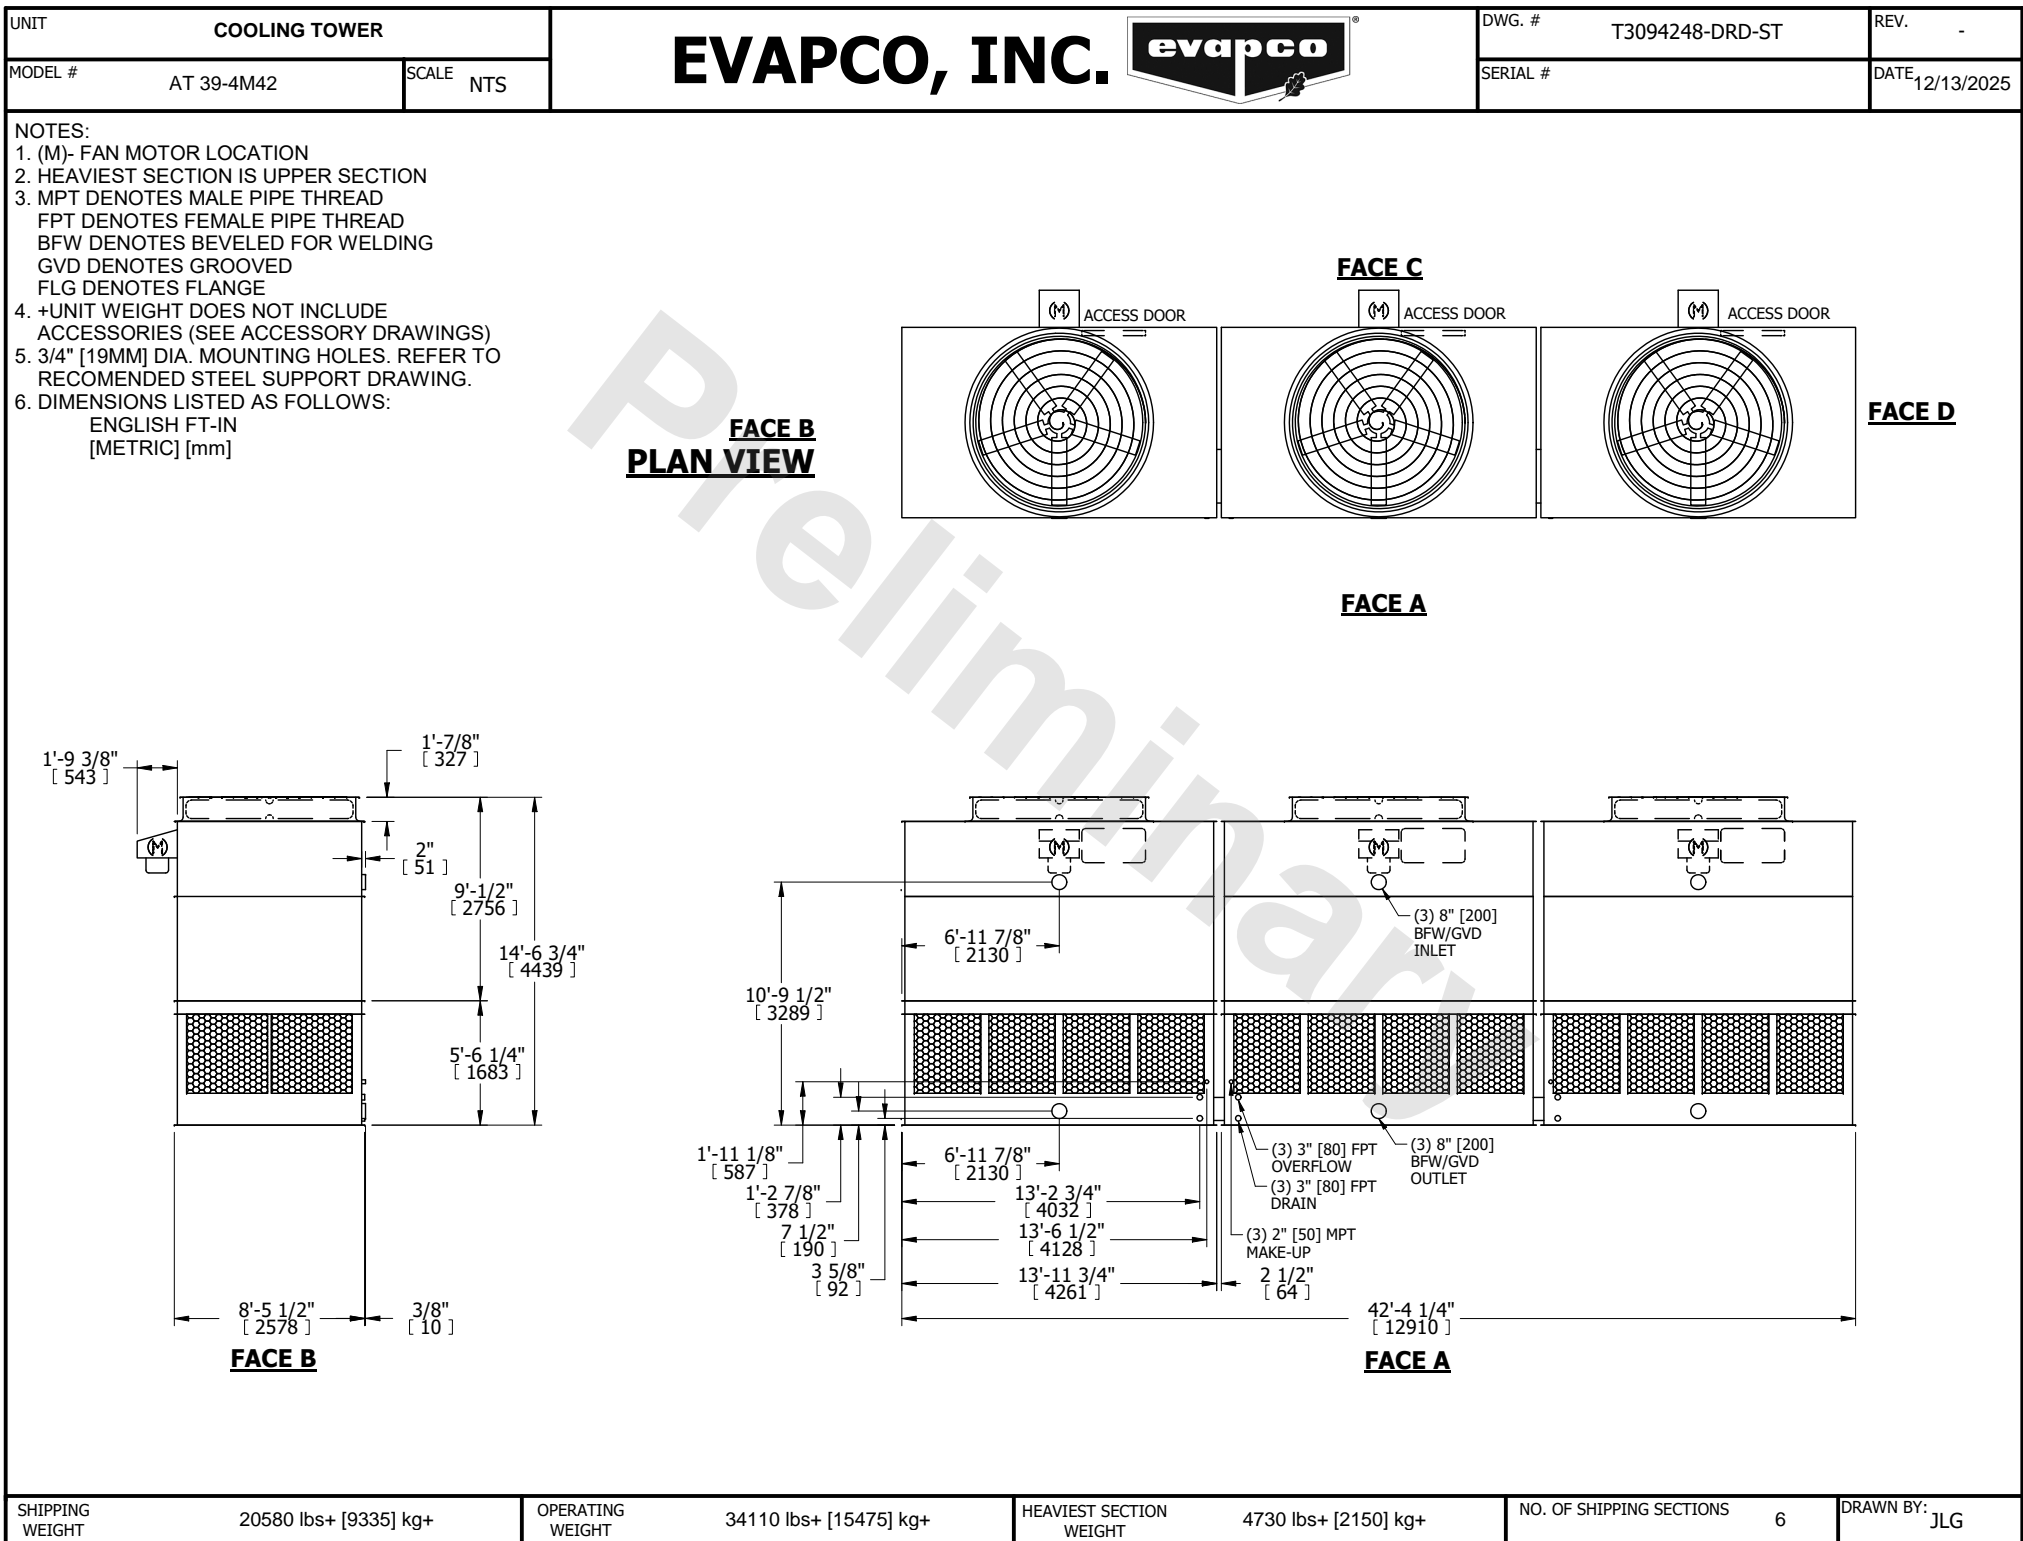 UNIT
COOLING TOWER
MODEL #
AT 39-4M42
SCALE
NTS
EVAPCO, INC.
evapco
®
DWG. #
T3094248-DRD-ST
REV.
-
SERIAL #
DATE
12/13/2025
NOTES:
1. (M)- FAN MOTOR LOCATION
2. HEAVIEST SECTION IS UPPER SECTION
3. MPT DENOTES MALE PIPE THREAD
FPT DENOTES FEMALE PIPE THREAD
BFW DENOTES BEVELED FOR WELDING
GVD DENOTES GROOVED
FLG DENOTES FLANGE
4. +UNIT WEIGHT DOES NOT INCLUDE
ACCESSORIES (SEE ACCESSORY DRAWINGS)
5. 3/4" [19MM] DIA. MOUNTING HOLES. REFER TO
RECOMENDED STEEL SUPPORT DRAWING.
6. DIMENSIONS LISTED AS FOLLOWS:
ENGLISH FT-IN
[METRIC] [mm]
Preliminary
FACE C
(M)
ACCESS DOOR
(M)
ACCESS DOOR
(M)
ACCESS DOOR
FACE B
PLAN VIEW
FACE D
FACE A
1'-9 3/8"
[ 543 ]
1'-7/8"
[ 327 ]
(M)
2"
[ 51 ]
9'-1/2"
[ 2756 ]
14'-6 3/4"
[ 4439 ]
5'-6 1/4"
[ 1683 ]
8'-5 1/2"
[ 2578 ]
3/8"
[ 10 ]
FACE B
(M)
(M)
(M)
(3) 8" [200]
BFW/GVD
INLET
6'-11 7/8"
[ 2130 ]
10'-9 1/2"
[ 3289 ]
1'-11 1/8"
[ 587 ]
1'-2 7/8"
[ 378 ]
7 1/2"
[ 190 ]
3 5/8"
[ 92 ]
6'-11 7/8"
[ 2130 ]
13'-2 3/4"
[ 4032 ]
13'-6 1/2"
[ 4128 ]
13'-11 3/4"
[ 4261 ]
2 1/2"
[ 64 ]
(3) 3" [80] FPT
OVERFLOW
(3) 3" [80] FPT
DRAIN
(3) 2" [50] MPT
MAKE-UP
(3) 8" [200]
BFW/GVD
OUTLET
42'-4 1/4"
[ 12910 ]
FACE A
SHIPPING
WEIGHT
20580 lbs+ [9335] kg+
OPERATING
WEIGHT
34110 lbs+ [15475] kg+
HEAVIEST SECTION
WEIGHT
4730 lbs+ [2150] kg+
NO. OF SHIPPING SECTIONS
6
DRAWN BY:
JLG